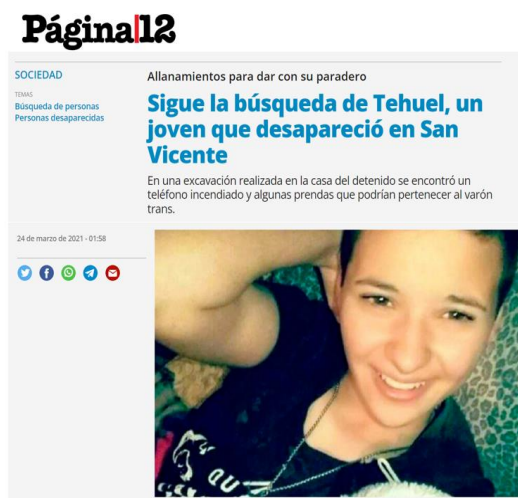 Página|12
SOCIEDAD
TEMAS
Búsqueda de personas
Personas desaparecidas
Allanamientos para dar con su paradero
Sigue la búsqueda de Tehuel, un
joven que desapareció en San
Vicente
En una excavación realizada en la casa del detenido se encontró un
teléfono incendiado y algunas prendas que podrían pertenecer al varón
trans.
24 de marzo de 2021 - 01:58